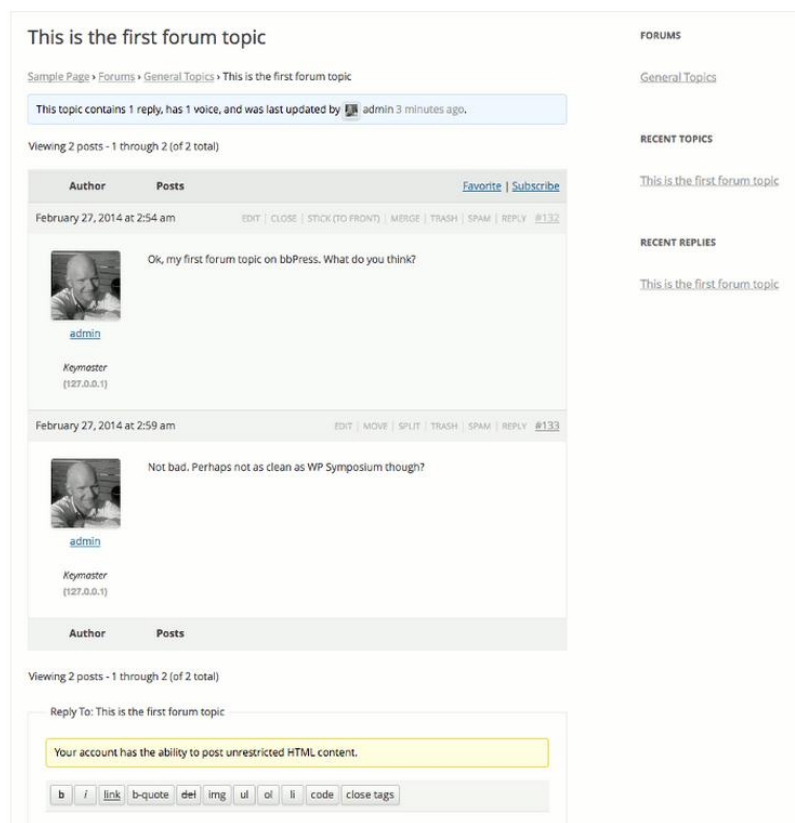 This is the first forum topic
Sample Page › Forums › General Topics › This is the first forum topic
This topic contains 1 reply, has 1 voice, and was last updated by admin 3 minutes ago.
Viewing 2 posts - 1 through 2 (of 2 total)
Author Posts Favorite | Subscribe
February 27, 2014 at 2:54 am EDIT | CLOSE | STICK (TO FRONT) | MERGE | TRASH | SPAM | REPLY #132
Ok, my first forum topic on bbPress. What do you think?
admin
Keymaster
(127.0.0.1)
February 27, 2014 at 2:59 am EDIT | MOVE | SPLIT | TRASH | SPAM | REPLY #133
Not bad. Perhaps not as clean as WP Symposium though?
admin
Keymaster
(127.0.0.1)
Author Posts
Viewing 2 posts - 1 through 2 (of 2 total)
Reply To: This is the first forum topic
Your account has the ability to post unrestricted HTML content.
b i link b-quote del img ul ol li code close tags
FORUMS
General Topics
RECENT TOPICS
This is the first forum topic
RECENT REPLIES
This is the first forum topic